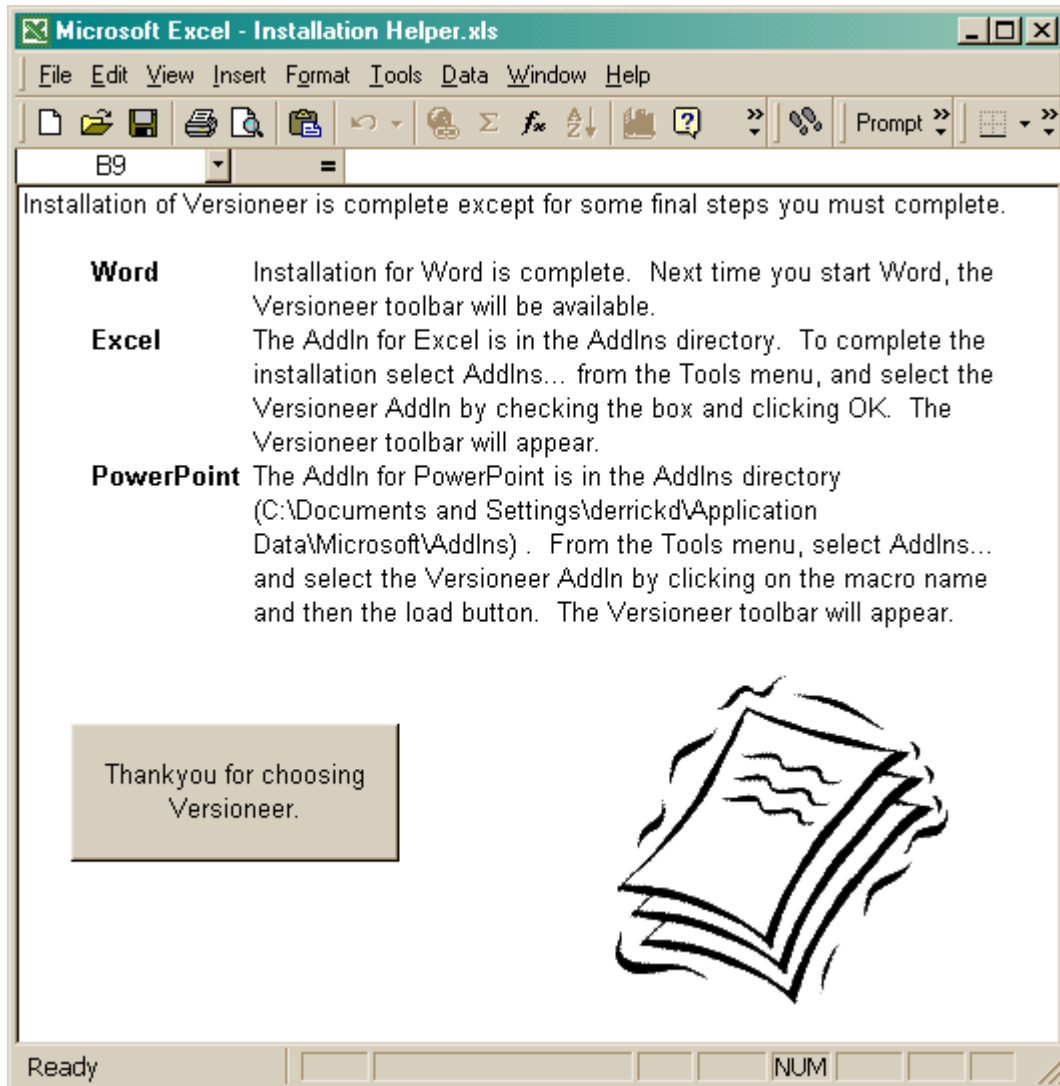 Microsoft Excel - Installation Helper.xls
File Edit View Insert Format Tools Data Window Help
Prompt
B9 =
Installation of Versioneer is complete except for some final steps you must complete.
Word Installation for Word is complete. Next time you start Word, the
Versioneer toolbar will be available.
Excel The AddIn for Excel is in the AddIns directory. To complete the
installation select AddIns... from the Tools menu, and select the
Versioneer AddIn by checking the box and clicking OK. The
Versioneer toolbar will appear.
PowerPoint The AddIn for PowerPoint is in the AddIns directory
(C:\Documents and Settings\derrickd\Application
Data\Microsoft\AddIns) . From the Tools menu, select AddIns...
and select the Versioneer AddIn by clicking on the macro name
and then the load button. The Versioneer toolbar will appear.
Thankyou for choosing
Versioneer.
Ready NUM